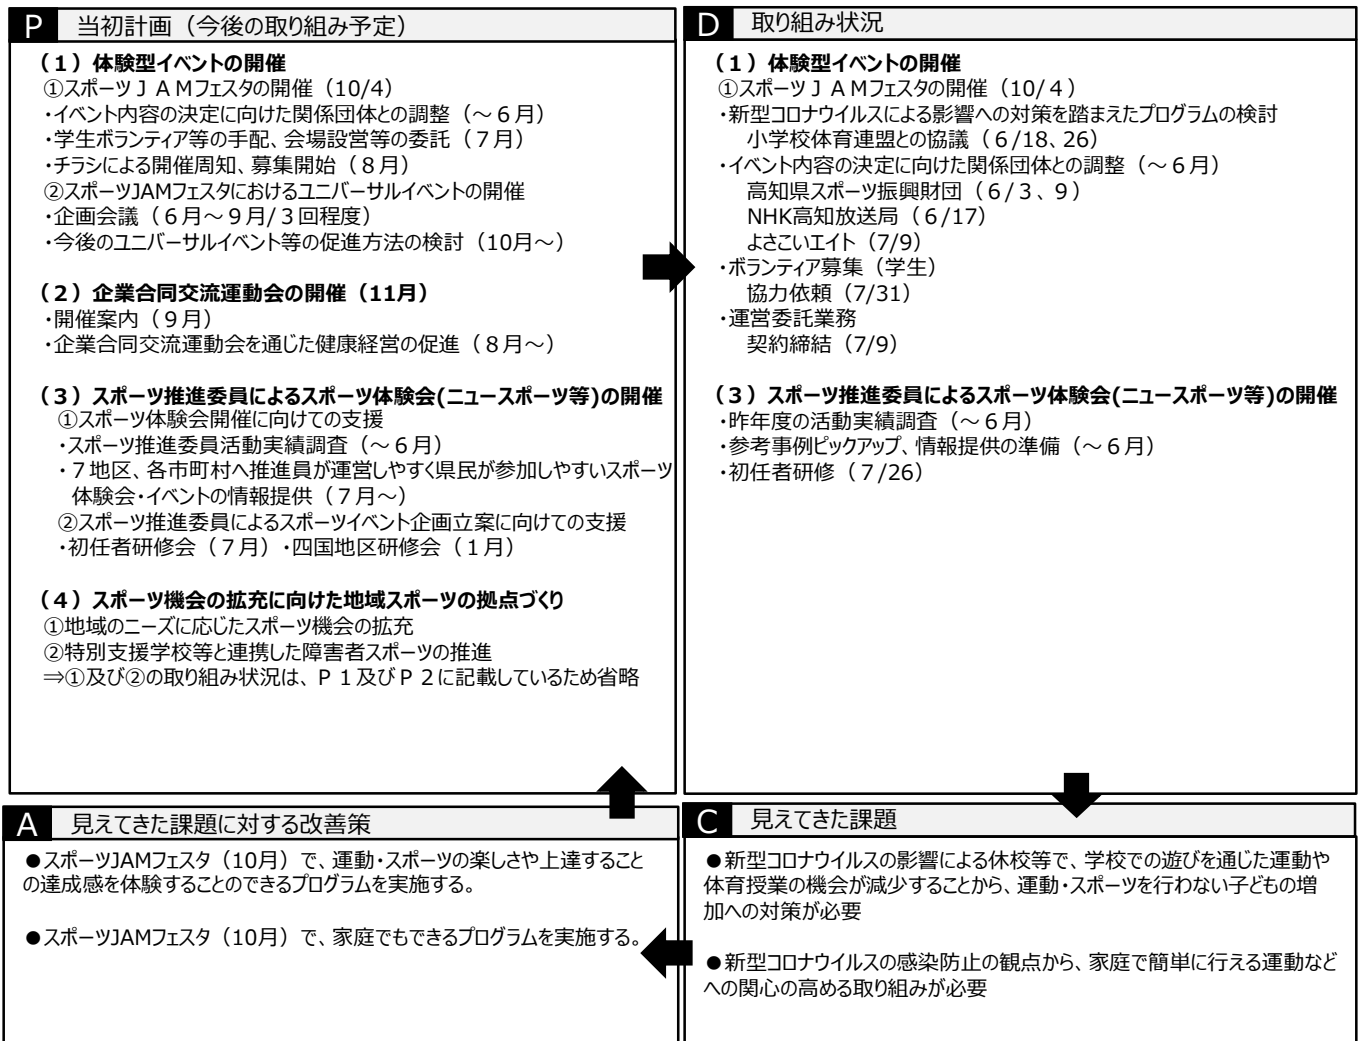 P 当初計画（今後の取り組み予定）
（１）体験型イベントの開催
①スポーツＪＡＭフェスタの開催（10/4）
・イベント内容の決定に向けた関係団体との調整（～６月）
・学生ボランティア等の手配、会場設営等の委託（７月）
・チラシによる開催周知、募集開始（８月）
②スポーツJAMフェスタにおけるユニバーサルイベントの開催
・企画会議（６月～９月/３回程度）
・今後のユニバーサルイベント等の促進方法の検討（10月～）
（２）企業合同交流運動会の開催（11月）
・開催案内（９月）
・企業合同交流運動会を通じた健康経営の促進（８月～）
（３）スポーツ推進委員によるスポーツ体験会(ニュースポーツ等)の開催
①スポーツ体験会開催に向けての支援
・スポーツ推進委員活動実績調査（～６月）
・７地区、各市町村へ推進員が運営しやすく県民が参加しやすいスポーツ
体験会・イベントの情報提供（７月～）
②スポーツ推進委員によるスポーツイベント企画立案に向けての支援
・初任者研修会（７月）・四国地区研修会（１月）
（４）スポーツ機会の拡充に向けた地域スポーツの拠点づくり
①地域のニーズに応じたスポーツ機会の拡充
②特別支援学校等と連携した障害者スポーツの推進
⇒①及び②の取り組み状況は、Ｐ１及びＰ２に記載しているため省略
D 取り組み状況
（１）体験型イベントの開催
①スポーツＪＡＭフェスタの開催（10/４）
・新型コロナウイルスによる影響への対策を踏まえたプログラムの検討
小学校体育連盟との協議（６/18、26）
・イベント内容の決定に向けた関係団体との調整（～６月）
高知県スポーツ振興財団（６/３、９）
NHK高知放送局（６/17）
よさこいエイト（7/9）
・ボランティア募集（学生）
協力依頼（7/31）
・運営委託業務
契約締結（7/9）
（３）スポーツ推進委員によるスポーツ体験会(ニュースポーツ等)の開催
・昨年度の活動実績調査（～６月）
・参考事例ピックアップ、情報提供の準備（～６月）
・初任者研修（７/26）
C 見えてきた課題
●新型コロナウイルスの影響による休校等で、学校での遊びを通じた運動や
体育授業の機会が減少することから、運動・スポーツを行わない子どもの増
加への対策が必要
●新型コロナウイルスの感染防止の観点から、家庭で簡単に行える運動など
への関心の高める取り組みが必要
A 見えてきた課題に対する改善策
●スポーツJAMフェスタ（10月）で、運動・スポーツの楽しさや上達すること
の達成感を体験することのできるプログラムを実施する。
●スポーツJAMフェスタ（10月）で、家庭でもできるプログラムを実施する。